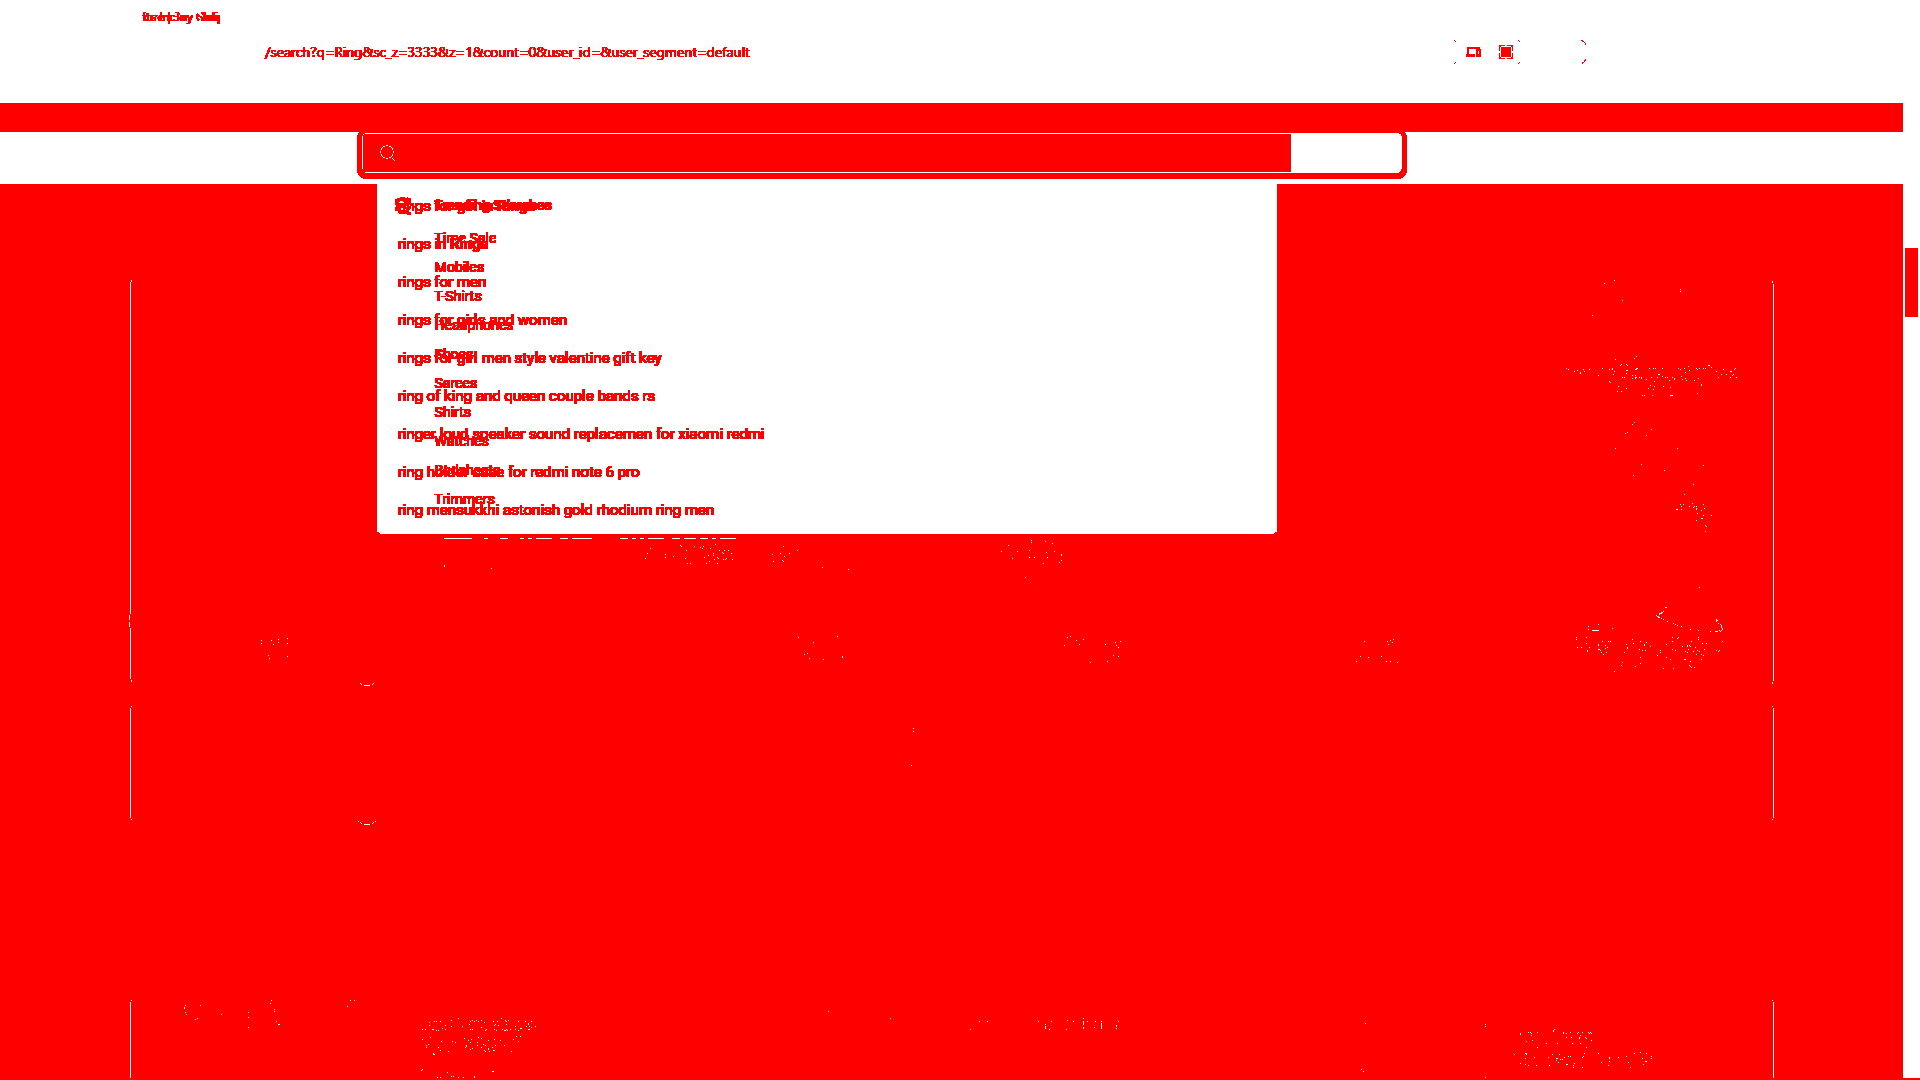 /search?q=Ring&sc_z=3333&z=1&count=0&user_id=&user_segment=default
Time Sale
rings in Rings
Mobiles
rings for men
T-Shirts
rings for girls and women
Headphones
Shoes
rings for girl men style valentine gift key
Sarees
ring of king and queen couple bands rs
Shirts
ringer loud speaker sound replacemen for xiaomi redmi
Watches
ring holder case for redmi note 6 pro
Bedsheets
Trimmers
ring mensukkhi astonish gold rhodium ring men